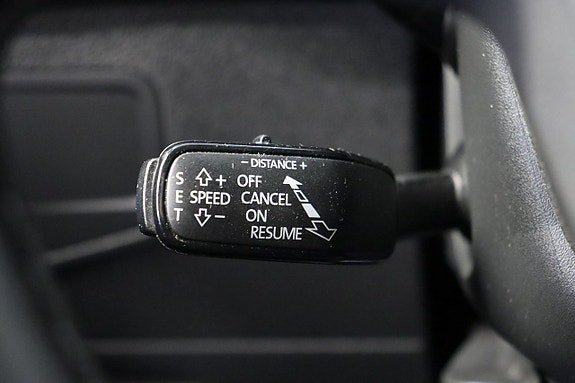 - DISTANCE +
S + OFF
E SPEED CANCEL
T - ON
RESUME